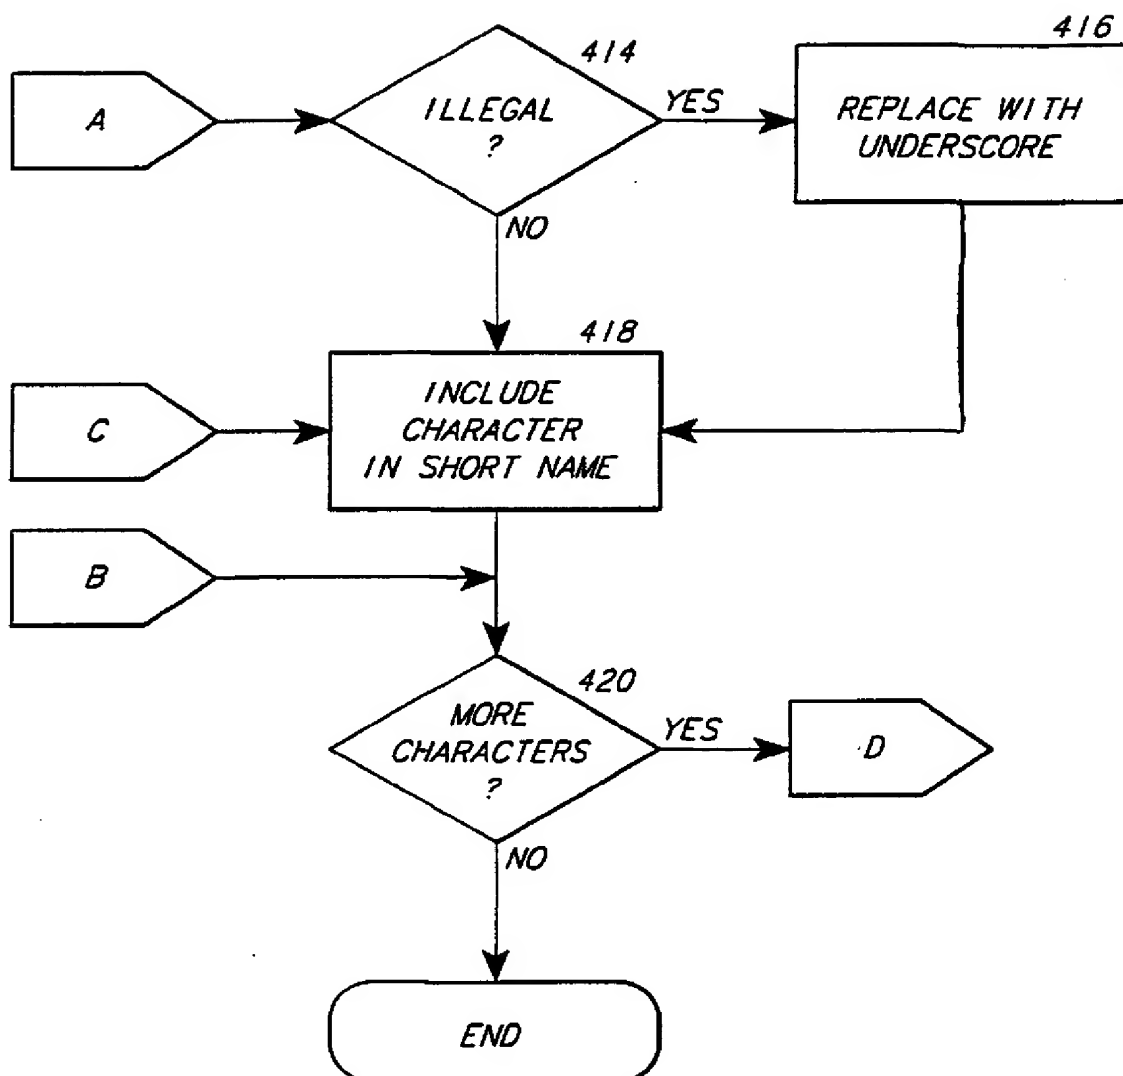 416
414
A
ILLEGAL
?
YES
REPLACE WITH
UNDERSCORE
NO
418
C
INCLUDE
CHARACTER
IN SHORT NAME
B
420
MORE
CHARACTERS
?
YES
D
NO
END